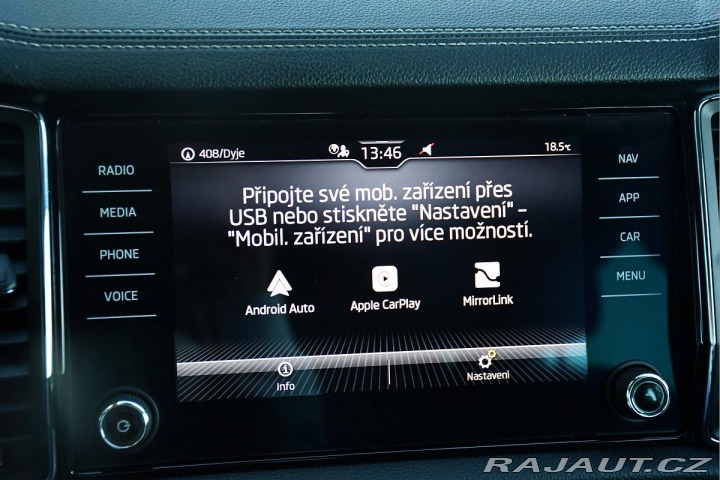 408/Dyje 13:46 18.5°C
RADIO
MEDIA
PHONE
VOICE
Připojte své mob. zařízení přes
USB nebo stiskněte "Nastavení" –
"Mobil. zařízení" pro více možností.
Android Auto Apple CarPlay MirrorLink
Info Nastavení
NAV
APP
CAR
MENU
RAJAUT.CZ